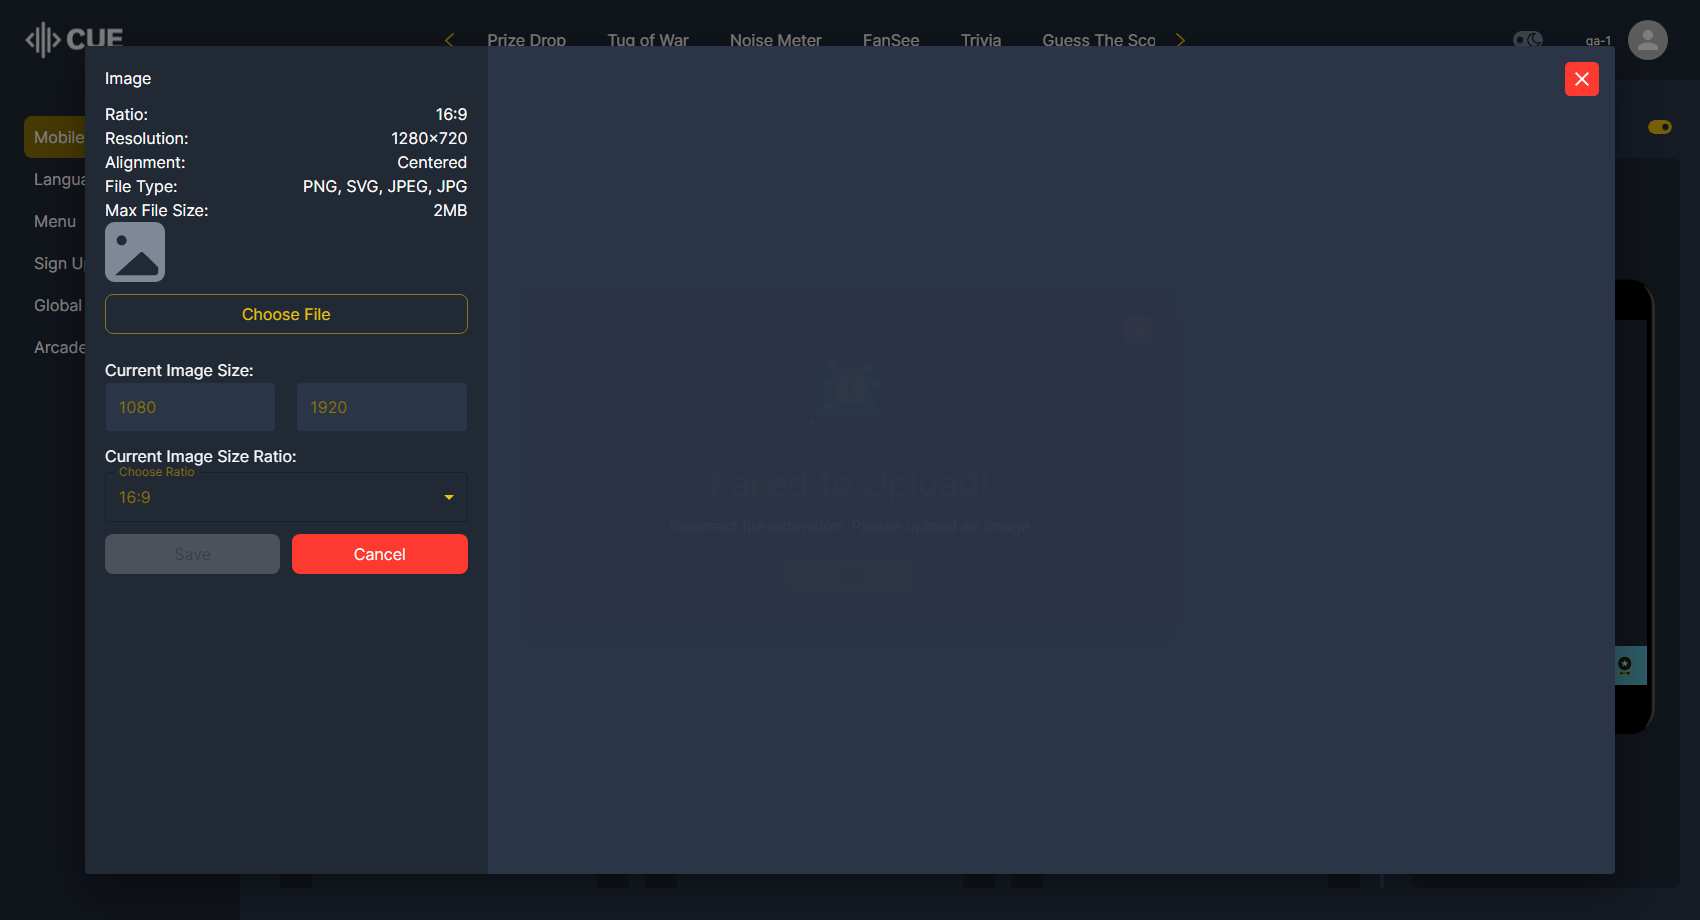 CUE
Prize Drop
Tug of War
Noise Meter
FanSee
Trivia
Guess The Sco
qa-1
Mobile
Langua
Menu
Sign U
Global
Arcade
Image
Ratio: 16:9
Resolution: 1280×720
Alignment: Centered
File Type: PNG, SVG, JPEG, JPG
Max File Size: 2MB
Choose File
Current Image Size:
1080 1920
Current Image Size Ratio:
Choose Ratio
16:9
Save Cancel
Failed to Upload!
Incorrect file extension. Please upload an image